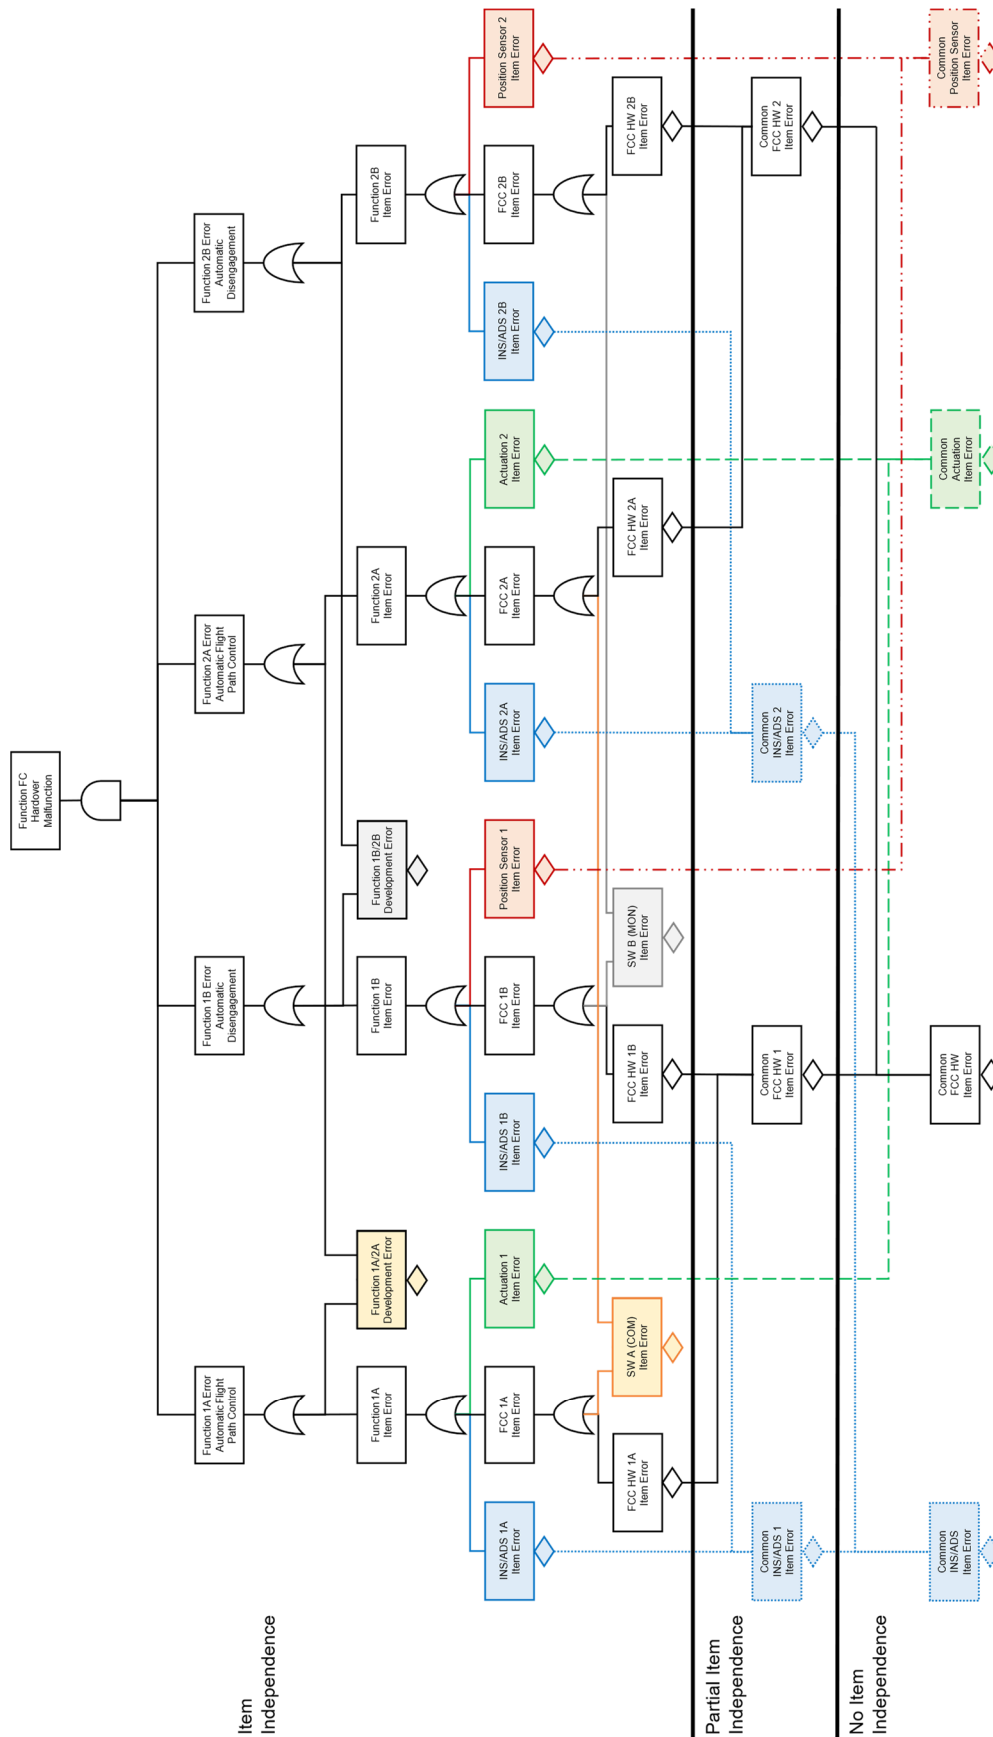 Function FC
Hardover
Malfunction
Function 1A Error
Automatic Flight
Path Control
Function 1B Error
Automatic
Disengagement
Function 2A Error
Automatic Flight
Path Control
Function 2B Error
Automatic
Disengagement
Item
Independence
Function 1A
Item Error
Function 1A/2A
Development Error
Function 1B
Item Error
Function 1B/2B
Development Error
Function 2A
Item Error
Function 2B
Item Error
INS/ADS 1A
Item Error
FCC 1A
Item Error
Actuation 1
Item Error
INS/ADS 1B
Item Error
FCC 1B
Item Error
Position Sensor 1
Item Error
INS/ADS 2A
Item Error
FCC 2A
Item Error
Actuation 2
Item Error
INS/ADS 2B
Item Error
FCC 2B
Item Error
Position Sensor 2
Item Error
FCC HW 1A
Item Error
SW A (COM)
Item Error
FCC HW 1B
Item Error
SW B (MON)
Item Error
FCC HW 2A
Item Error
FCC HW 2B
Item Error
Partial Item
Independence
Common
INS/ADS 1
Item Error
Common
FCC HW 1
Item Error
Common
INS/ADS 2
Item Error
Common
FCC HW 2
Item Error
No Item
Independence
Common
INS/ADS
Item Error
Common
FCC HW
Item Error
Common
Actuation
Item Error
Common
Position Sensor
Item Error